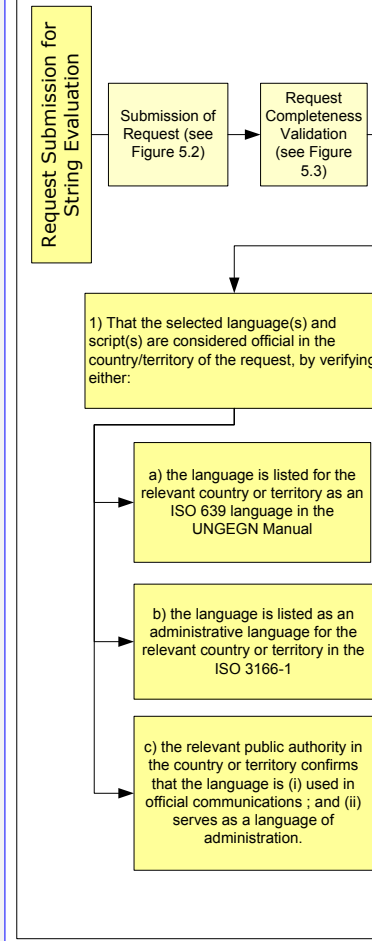 Request Submission for
String Evaluation
Submission of
Request (see
Figure 5.2)
Request
Completeness
Validation
(see Figure
5.3)
1) That the selected language(s) and
script(s) are considered official in the
country/territory of the request, by verifying
either:
a) the language is listed for the
relevant country or territory as an
ISO 639 language in the
UNGEGN Manual
b) the language is listed as an
administrative language for the
relevant country or territory in the
ISO 3166-1
c) the relevant public authority in
the country or territory confirms
that the language is (i) used in
official communications ; and (ii)
serves as a language of
administration.